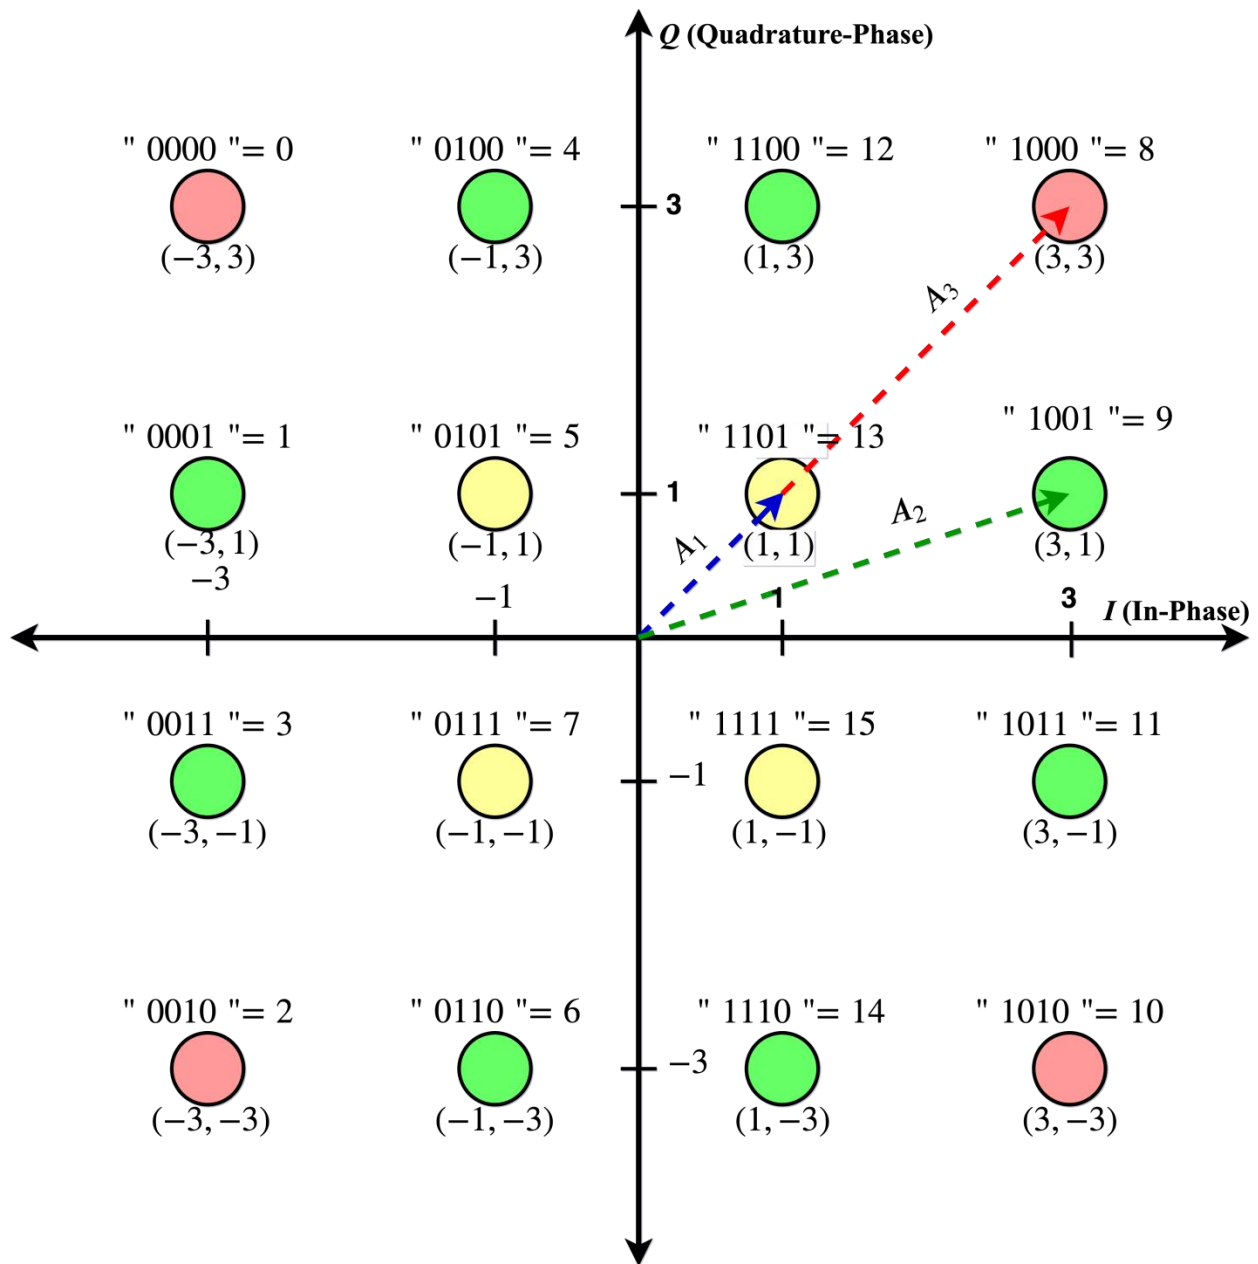 Q (Quadrature-Phase)
" 0000 "= 0
" 0100 "= 4
" 1100 "= 12
" 1000 "= 8
3
(−3, 3)
(−1, 3)
(1, 3)
(3, 3)
A₃
" 0001 "= 1
" 0101 "= 5
" 1101 "= 13
" 1001 "= 9
1
A₂
(−3, 1)
(−1, 1)
A₁
(1, 1)
(3, 1)
−3
−1
1
3
I (In-Phase)
" 0011 "= 3
" 0111 "= 7
" 1111 "= 15
" 1011 "= 11
−1
(−3, −1)
(−1, −1)
(1, −1)
(3, −1)
" 0010 "= 2
" 0110 "= 6
" 1110 "= 14
" 1010 "= 10
−3
(−3, −3)
(−1, −3)
(1, −3)
(3, −3)